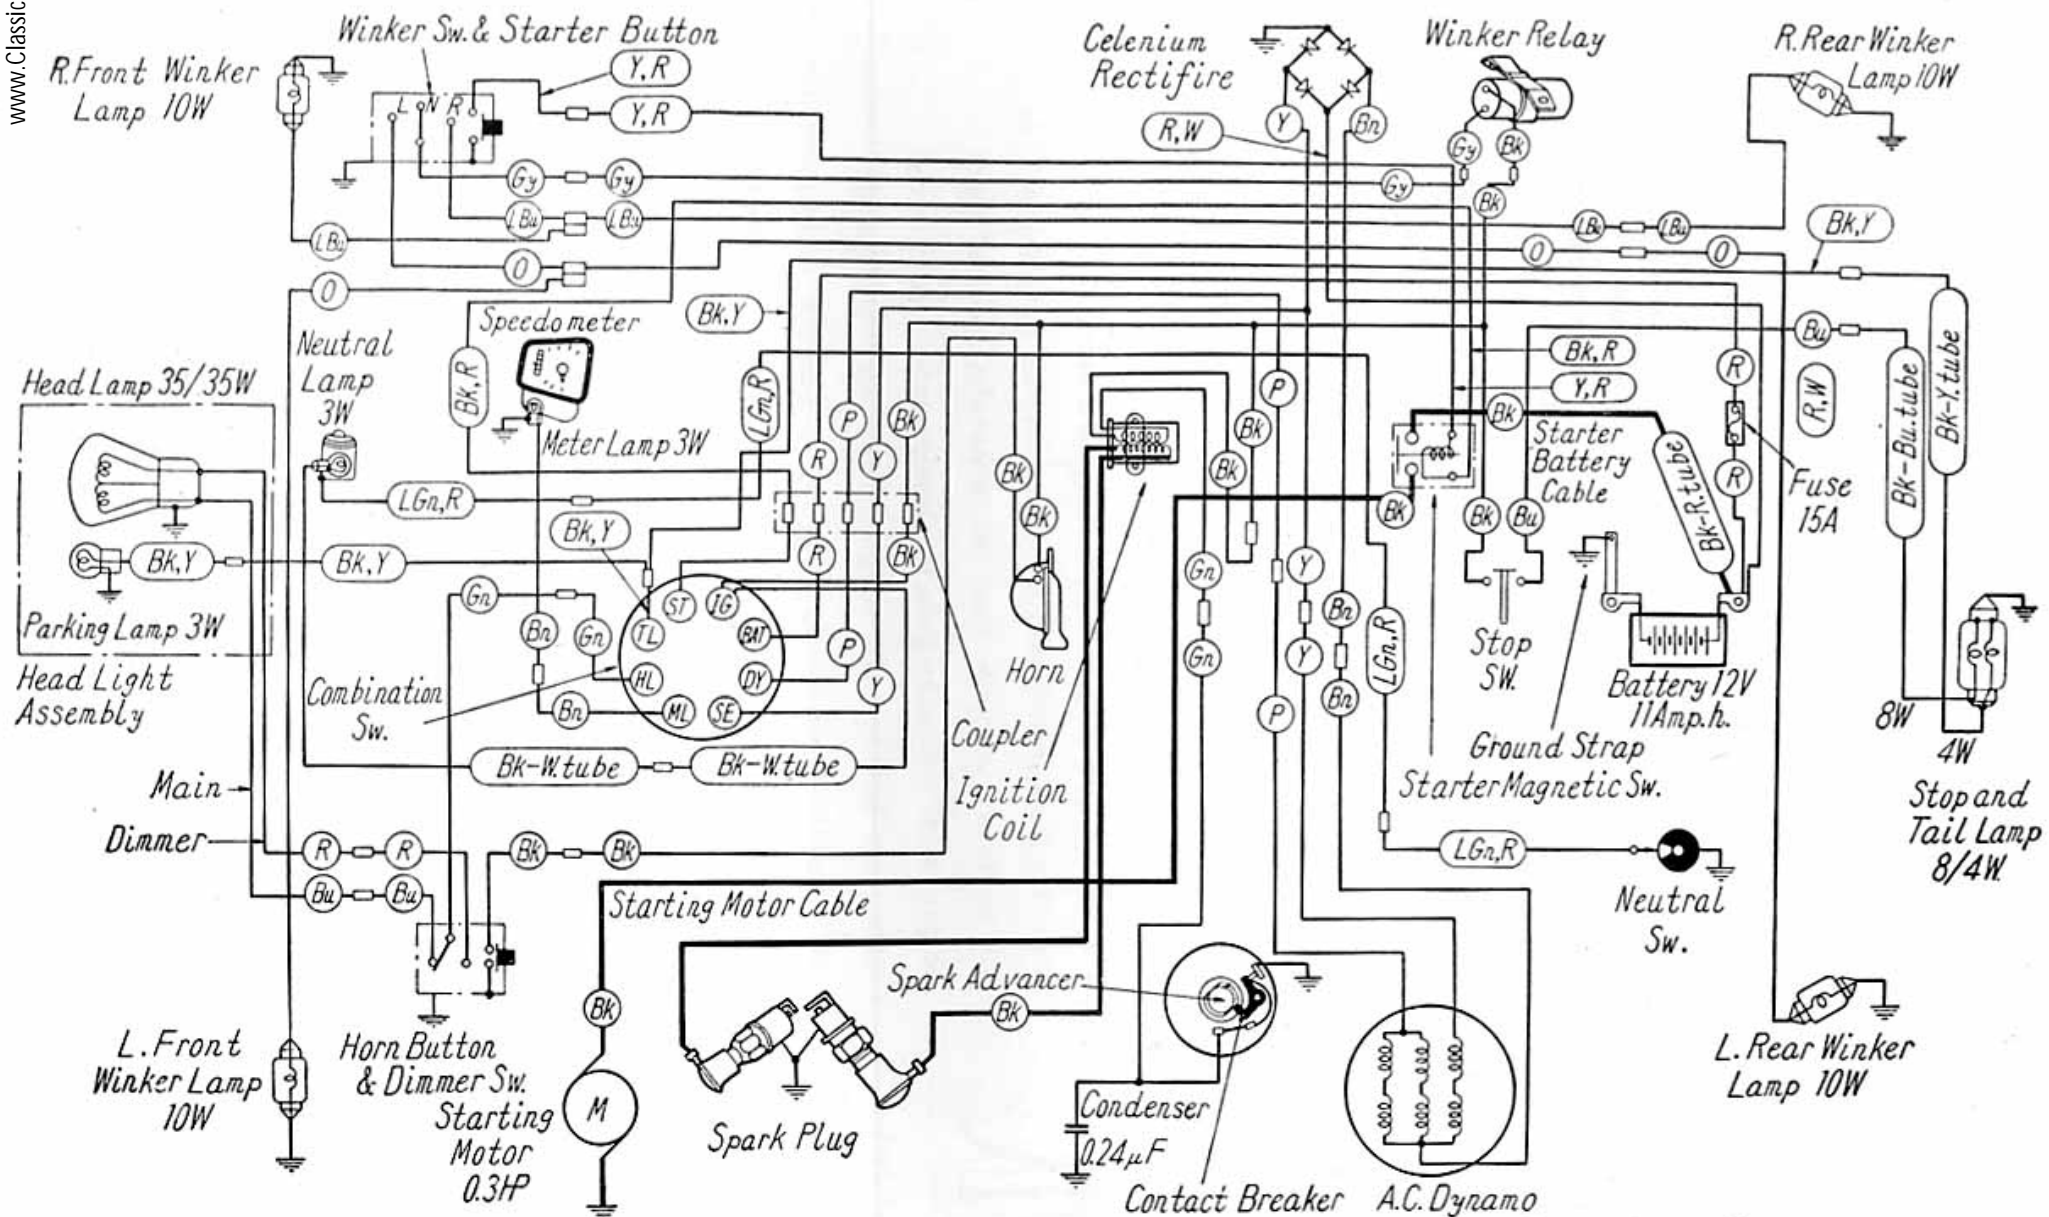 www.Classic
Winker Sw. & Starter Button
R.Front Winker
Lamp 10W
L N R
Y,R
Y,R
Celenium
Rectifire
R,W
Y
Bn
Winker Relay
R.Rear Winker
Lamp 10W
Gy
Gy
Gy
Gy
Bk
Bk
LBu
LBu
LBu
LBu
LBu
O
O
O
O
Bk,Y
Bk,Y
Speedometer
Neutral
Lamp
3W
Head Lamp 35/35W
Bk,R
Meter Lamp 3W
LGn,R
LGn,R
P
R
Y
Bk
Bk
Bk
Bk
Bk
P
Bk,R
Y,R
Bk
Starter
Battery
Cable
Bk
Bk
Bu
Bk-R.tube
Bu
R
R
Fuse
15A
R,W
Bk-Bu.tube
Bk-Y.tube
Bk,Y
R
Bk
Bk,Y
Bk,Y
Parking Lamp 3W
Head Light
Assembly
Gn
Gn
Bn
Bn
ST
IG
TL
BAT
HL
DY
ML
SE
P
Y
Combination
Sw.
Bk-W.tube
Bk-W.tube
Horn
Coupler
Ignition
Coil
Gn
Gn
Y
Y
P
Bn
Bn
LGn,R
Stop
SW.
Battery 12V
11Amp.h.
Ground Strap
Starter Magnetic Sw.
8W
4W
Stop and
Tail Lamp
8/4W
Main
Dimmer
R
R
Bu
Bu
Bk
Bk
Starting Motor Cable
LGn,R
Neutral
Sw.
Spark Advancer
Bk
Bk
L.Front
Winker Lamp
10W
Horn Button
& Dimmer Sw.
Starting
Motor
0.3HP
M
Spark Plug
Condenser
0.24µF
Contact Breaker
A.C.Dynamo
L.Rear Winker
Lamp 10W